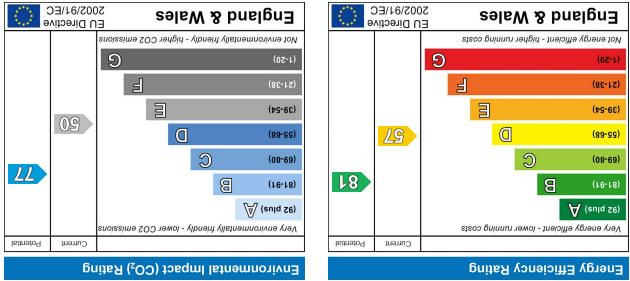 Energy Efficiency Rating
Current Potential
Very energy efficient - lower running costs
(92 plus) A
(81-91) B
81
(69-80) C
(55-68) D
57
(39-54) E
(21-38) F
(1-20) G
Not energy efficient - higher running costs
England & Wales
EU Directive
2002/91/EC
Environmental Impact (CO₂) Rating
Current Potential
Very environmentally friendly - lower CO2 emissions
(92 plus) A
(81-91) B
77
(69-80) C
(55-68) D
50
(39-54) E
(21-38) F
(1-20) G
Not environmentally friendly - higher CO2 emissions
England & Wales
EU Directive
2002/91/EC